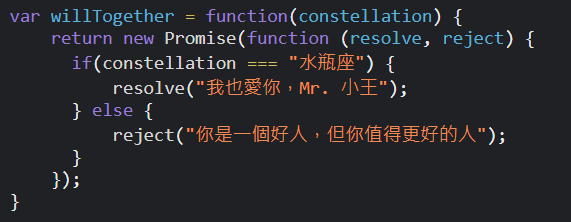 var willTogether = function(constellation) {
    return new Promise(function (resolve, reject) {
      if(constellation === "水瓶座") {
          resolve("我也愛你，Mr. 小王");
      } else {
          reject("你是一個好人，但你值得更好的人");
      }
    });
}